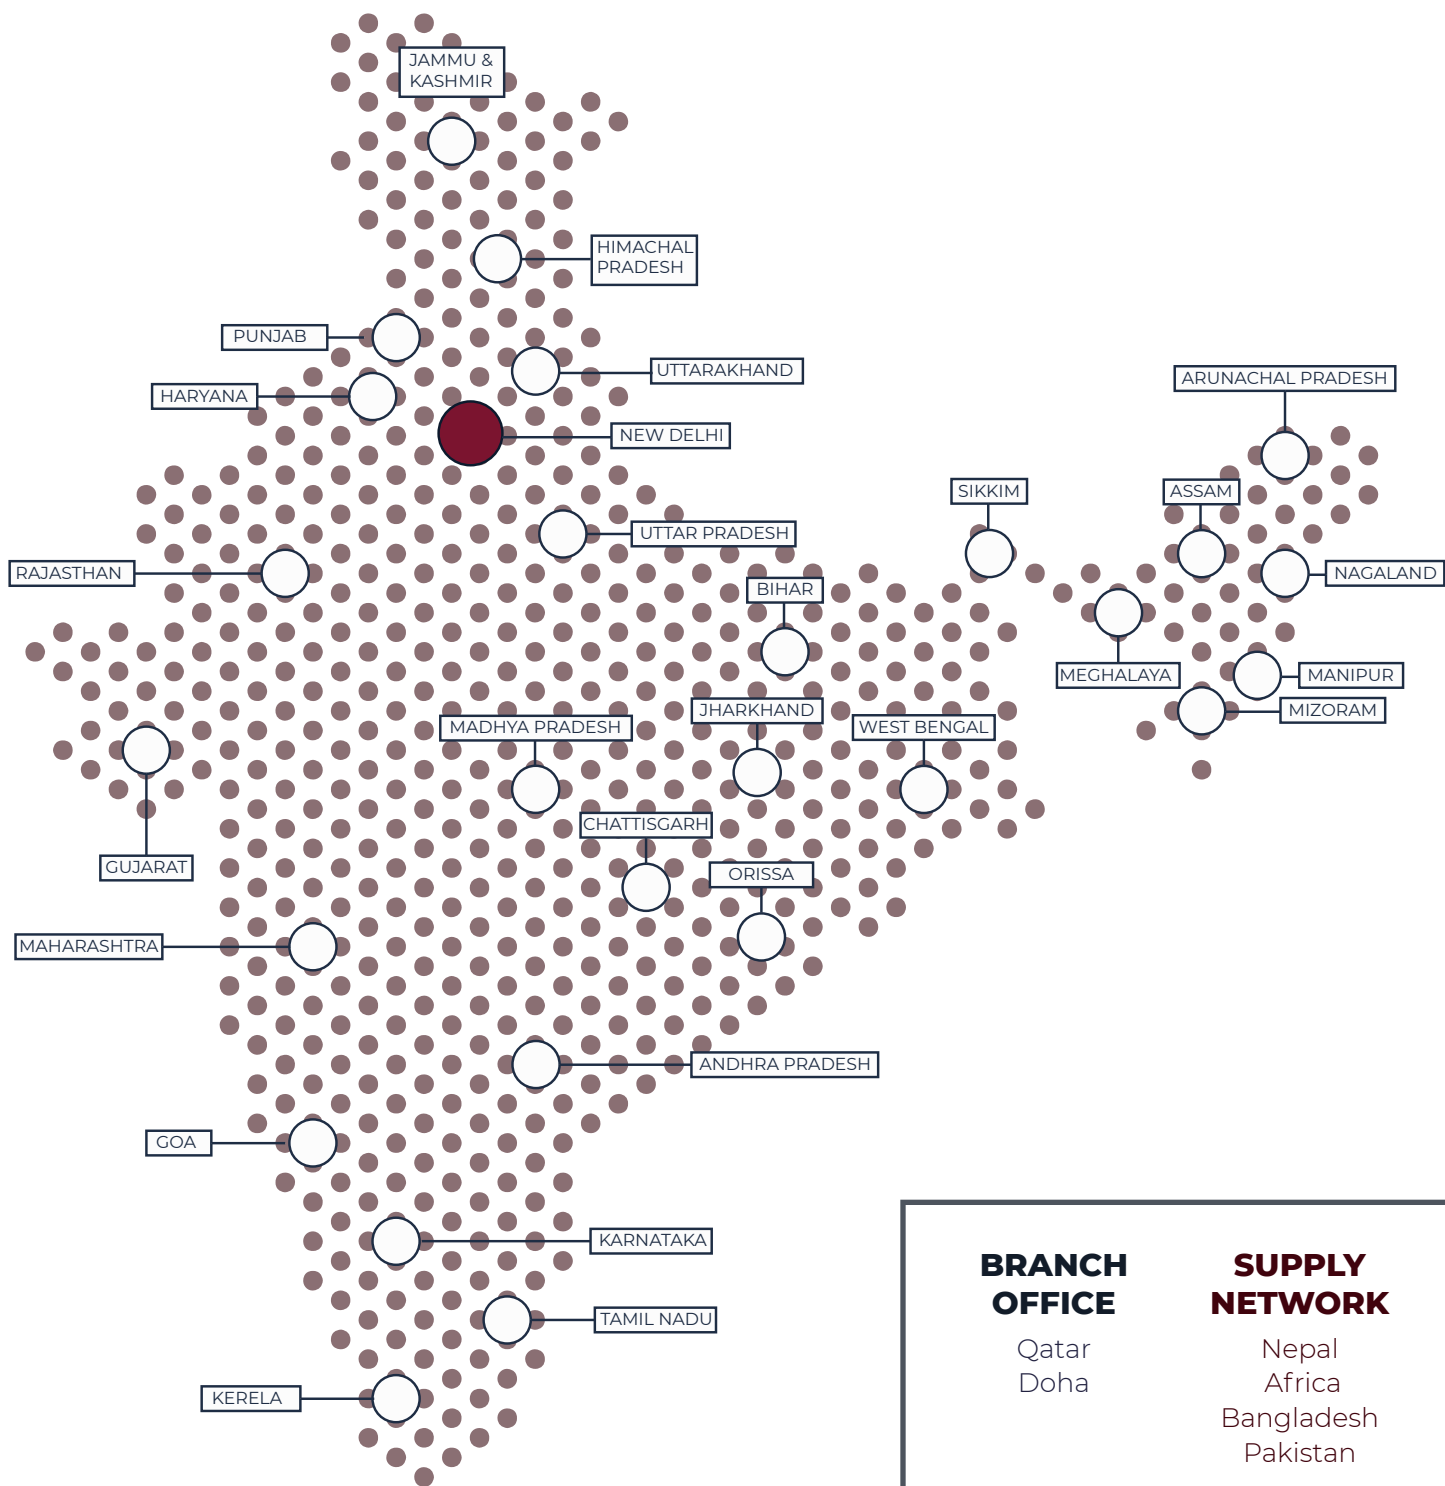 JAMMU &
KASHMIR
HIMACHAL
PRADESH
PUNJAB
UTTARAKHAND
HARYANA
ARUNACHAL PRADESH
NEW DELHI
SIKKIM
ASSAM
UTTAR PRADESH
RAJASTHAN
NAGALAND
BIHAR
MEGHALAYA
MANIPUR
JHARKHAND
MIZORAM
MADHYA PRADESH
WEST BENGAL
CHATTISGARH
GUJARAT
ORISSA
MAHARASHTRA
ANDHRA PRADESH
GOA
KARNATAKA
TAMIL NADU
KERELA
BRANCH
OFFICE
Qatar
Doha
SUPPLY
NETWORK
Nepal
Africa
Bangladesh
Pakistan